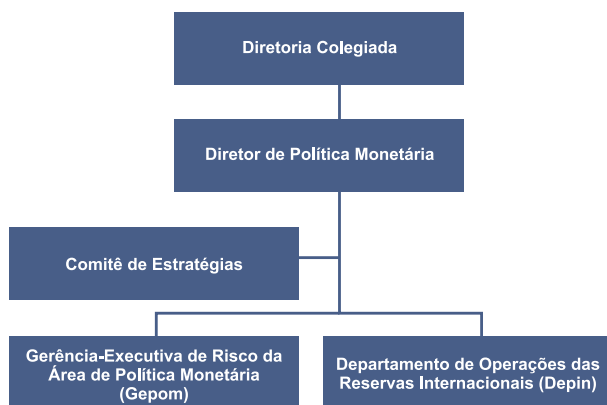 Diretoria Colegiada
Diretor de Política Monetária
Comitê de Estratégias
Gerência-Executiva de Risco da
Área de Política Monetária
(Gepom)
Departamento de Operações das
Reservas Internacionais (Depin)